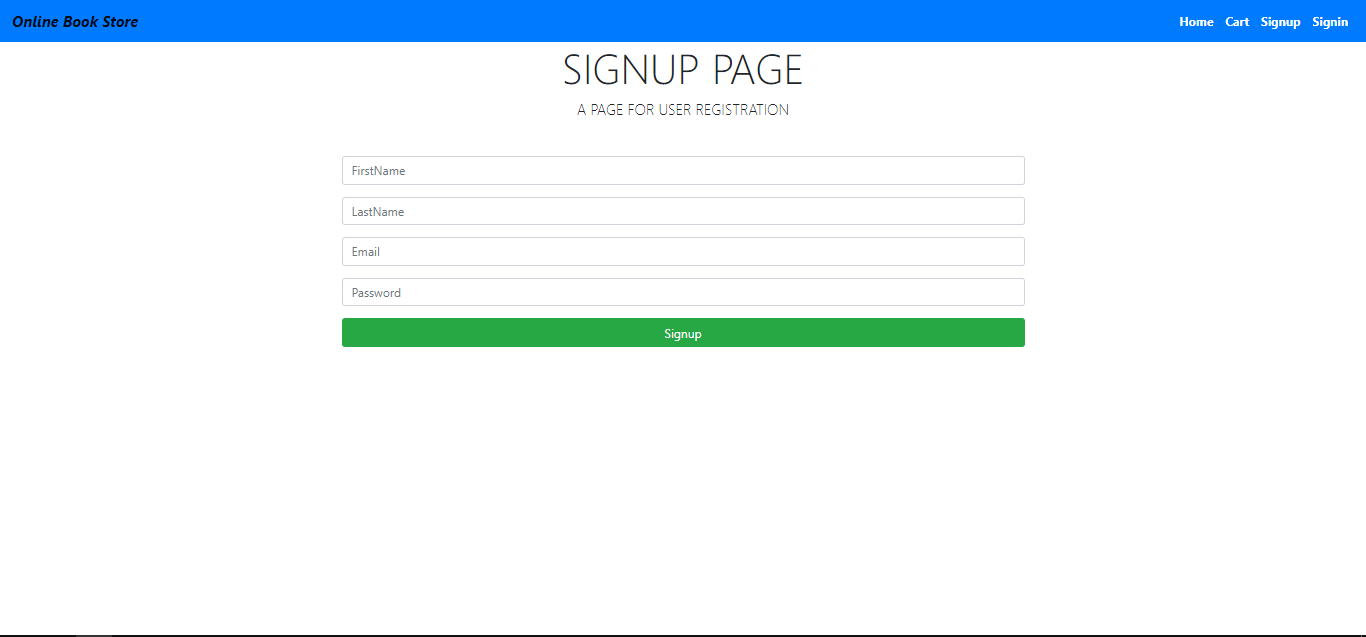 Online Book Store
Home Cart Signup Signin
SIGNUP PAGE
A PAGE FOR USER REGISTRATION
FirstName
LastName
Email
Password
Signup